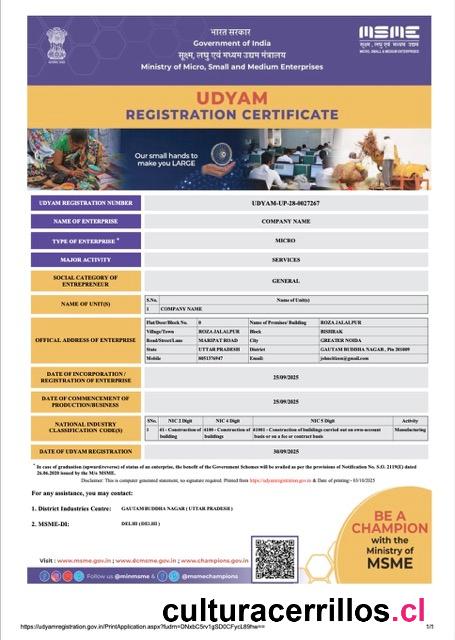 भारत सरकार
Government of India
सूक्ष्म, लघु एवं मध्यम उद्यम मंत्रालय
Ministry of Micro, Small and Medium Enterprises
MSME
सूक्ष्म, लघु एवं मध्यम उद्यम
MICRO, SMALL & MEDIUM ENTERPRISES
UDYAM
REGISTRATION CERTIFICATE
Our small hands to
make you LARGE
UDYAM REGISTRATION NUMBER UDYAM-UP-28-0027267
NAME OF ENTERPRISE COMPANY NAME
TYPE OF ENTERPRISE * MICRO
MAJOR ACTIVITY SERVICES
SOCIAL CATEGORY OF ENTREPRENEUR GENERAL
NAME OF UNIT(S)
S.No. Name of Unit(s)
1 COMPANY NAME
OFFICAL ADDRESS OF ENTERPRISE
Flat/Door/Block No. 0 Name of Premises/ Building ROZA JALALPUR
Village/Town ROZA JALALPUR Block BISHRAK
Road/Street/Lane MARIPAT ROAD City GREATER NOIDA
State UTTAR PRADESH District GAUTAM BUDDHA NAGAR , Pin 201009
Mobile 8051376947 Email:
DATE OF INCORPORATION / REGISTRATION OF ENTERPRISE 25/09/2025
DATE OF COMMENCEMENT OF PRODUCTION/BUSINESS 25/09/2025
NATIONAL INDUSTRY CLASSIFICATION CODE(S)
SNo. NIC 2 Digit NIC 4 Digit NIC 5 Digit Activity
1 41 - Construction of building 4100 - Construction of buildings 41001 - Construction of buildings carried out on own-account basis or on a fee or contract basis Manufacturing
DATE OF UDYAM REGISTRATION 30/09/2025
* In case of graduation (upward/reverse) of status of an enterprise, the benefit of the Government Schemes will be availed as per the provisions of Notification No. S.O. 2119(E) dated
26.06.2020 issued by the M/o MSME.
Disclaimer: This is computer generated statement, no signature required. Printed from https://udyamregistration.gov.in & Date of printing:- 03/10/2025
For any assistance, you may contact:
1. District Industries Centre: GAUTAM BUDDHA NAGAR ( UTTAR PRADESH )
2. MSME-DI: DELHI (DELHI )
BE A
CHAMPION
with the
Ministry of
MSME
Visit : www.msme.gov.in ; www.dcmsme.gov.in ; www.champions.gov.in
Follow us @minmsme & @msmechampions
culturacerrillos.cl
1/1